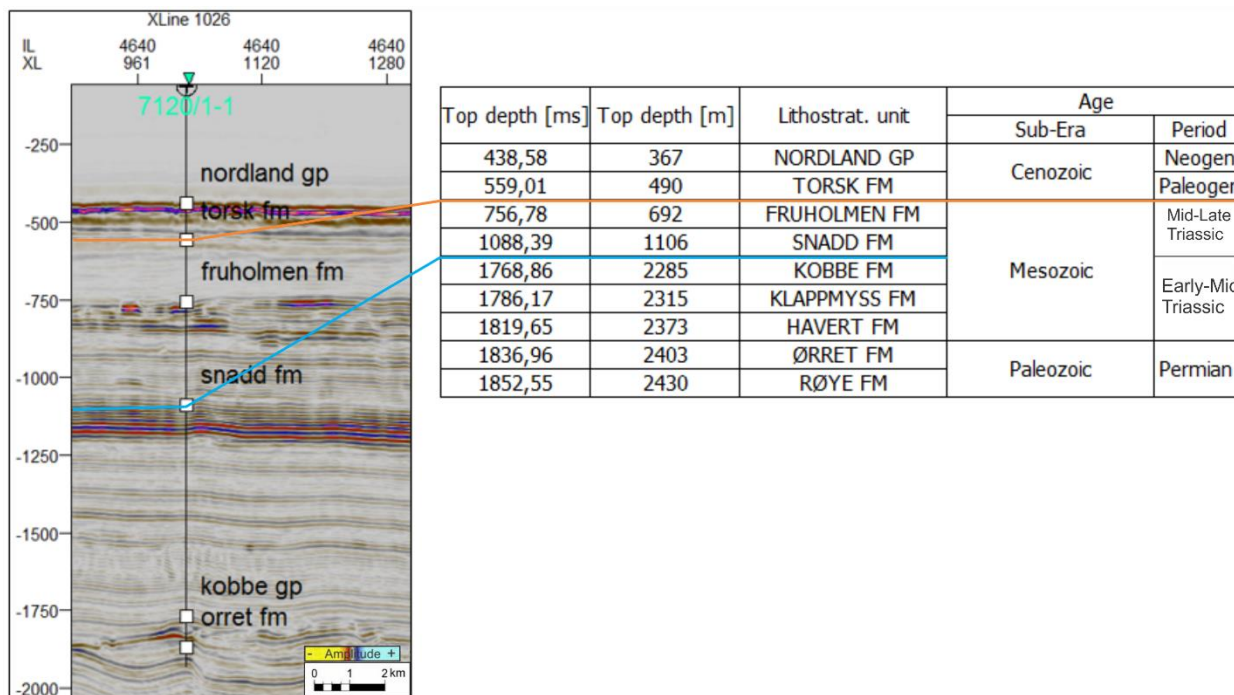 XLine 1026
IL 4640 4640 4640
XL 961 1120 1280
7120/1-1
-250
nordland gp
torsk fm
-500
fruholmen fm
-750
snadd fm
-1000
-1250
-1500
kobbe gp
-1750
orret fm
- Amplitude +
0 1 2 km
-2000
Top depth [ms] Top depth [m] Lithostrat. unit Age
Sub-Era Period
438,58 367 NORDLAND GP Cenozoic Neogen
559,01 490 TORSK FM Paleogen
756,78 692 FRUHOLMEN FM Mesozoic Mid-Late
Triassic
1088,39 1106 SNADD FM
1768,86 2285 KOBBE FM Early-Mid
Triassic
1786,17 2315 KLAPPMYSS FM
1819,65 2373 HAVERT FM
1836,96 2403 ØRRET FM Paleozoic Permian
1852,55 2430 RØYE FM